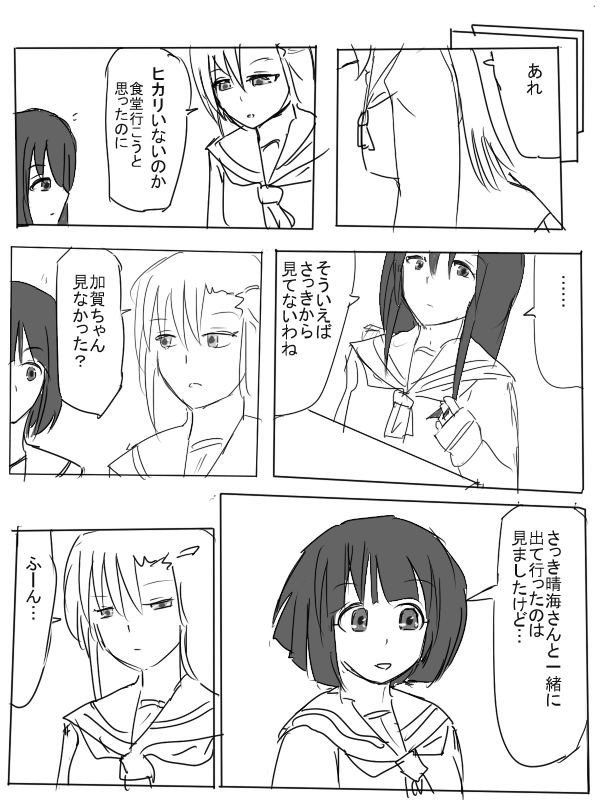 あれ
ヒカリいないのか
食堂行こうと
思ったのに
……
そういえば
さっきから
見てないわね
加賀ちゃん
見なかった？
さっき晴海さんと一緒に
出て行ったのは
見ましたけど…
ふーん…